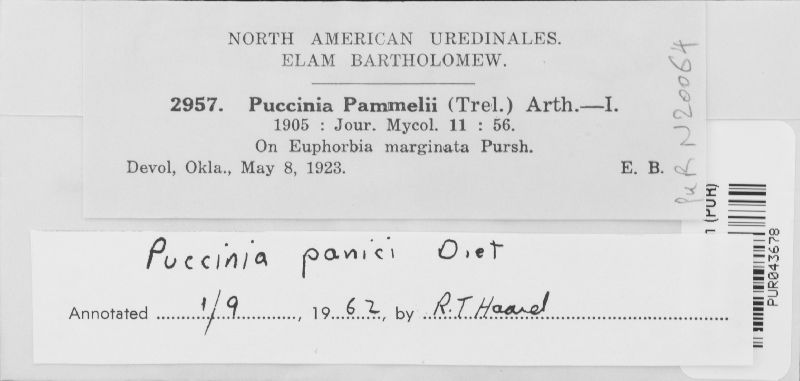 NORTH AMERICAN UREDINALES.
ELAM BARTHOLOMEW.
2957. Puccinia Pammelii (Trel.) Arth.—I.
1905 : Jour. Mycol. 11 : 56.
On Euphorbia marginata Pursh.
Devol, Okla., May 8, 1923. E. B.
PUR N20064
(PUR)
PUR043678
Puccinia panici Diet
Annotated 1/9, 1962, by R.T.